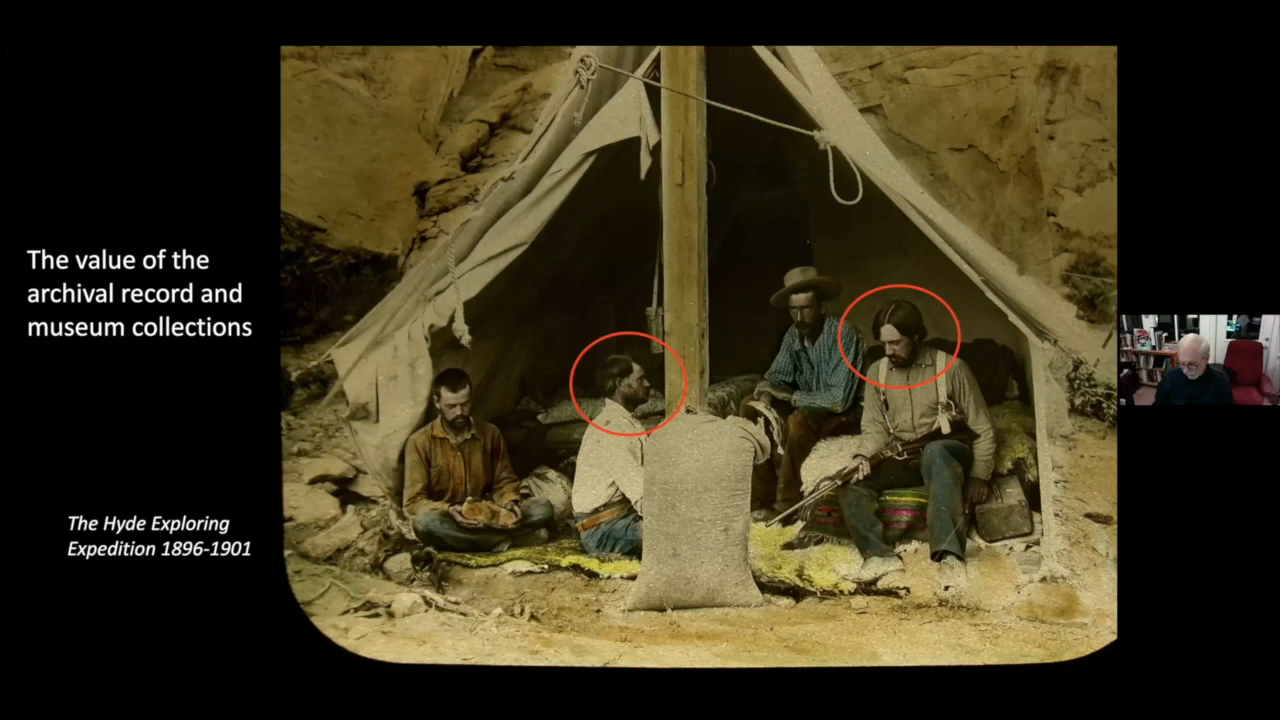 The value of the
archival record and
museum collections
The Hyde Exploring
Expedition 1896-1901